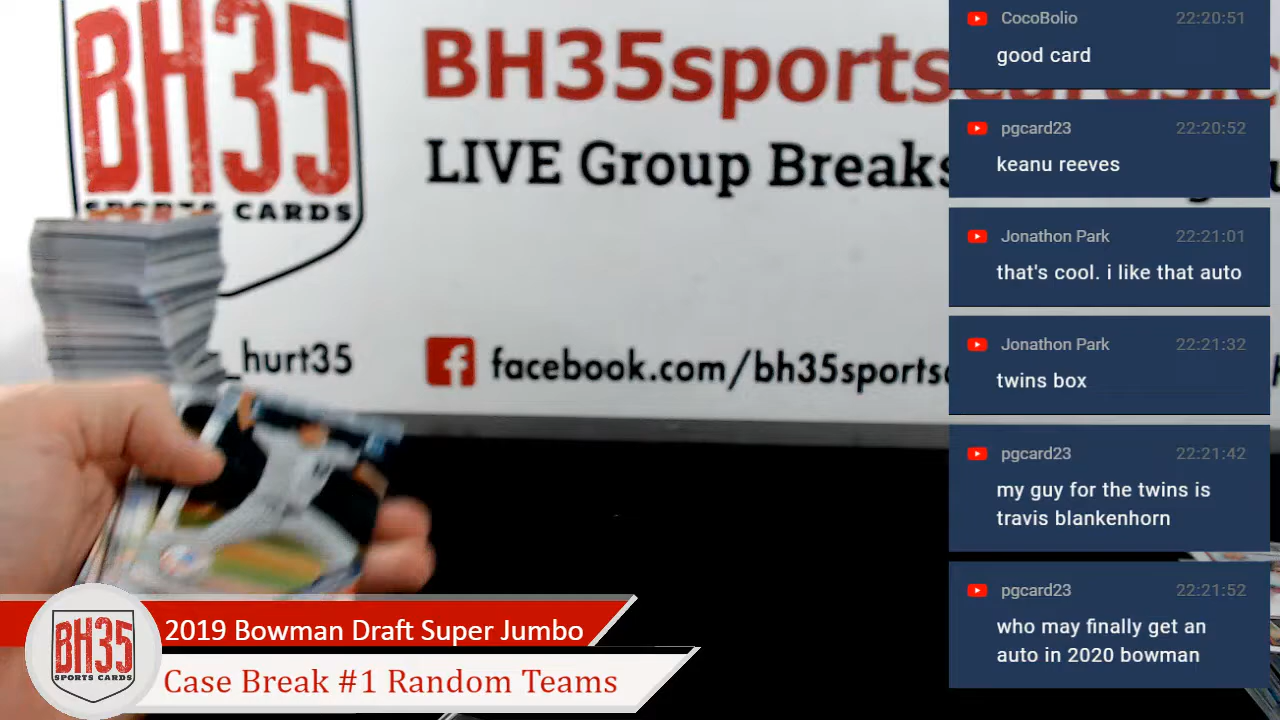 BH35
SPORTS CARDS
BH35sports
LIVE Group Breaks
_hurt35
facebook.com/bh35sports
CocoBolio 22:20:51
good card
pgcard23 22:20:52
keanu reeves
Jonathon Park 22:21:01
that's cool. i like that auto
Jonathon Park 22:21:32
twins box
pgcard23 22:21:42
my guy for the twins is
travis blankenhorn
pgcard23 22:21:52
who may finally get an
auto in 2020 bowman
BH35
SPORTS CARDS
2019 Bowman Draft Super Jumbo
Case Break #1 Random Teams